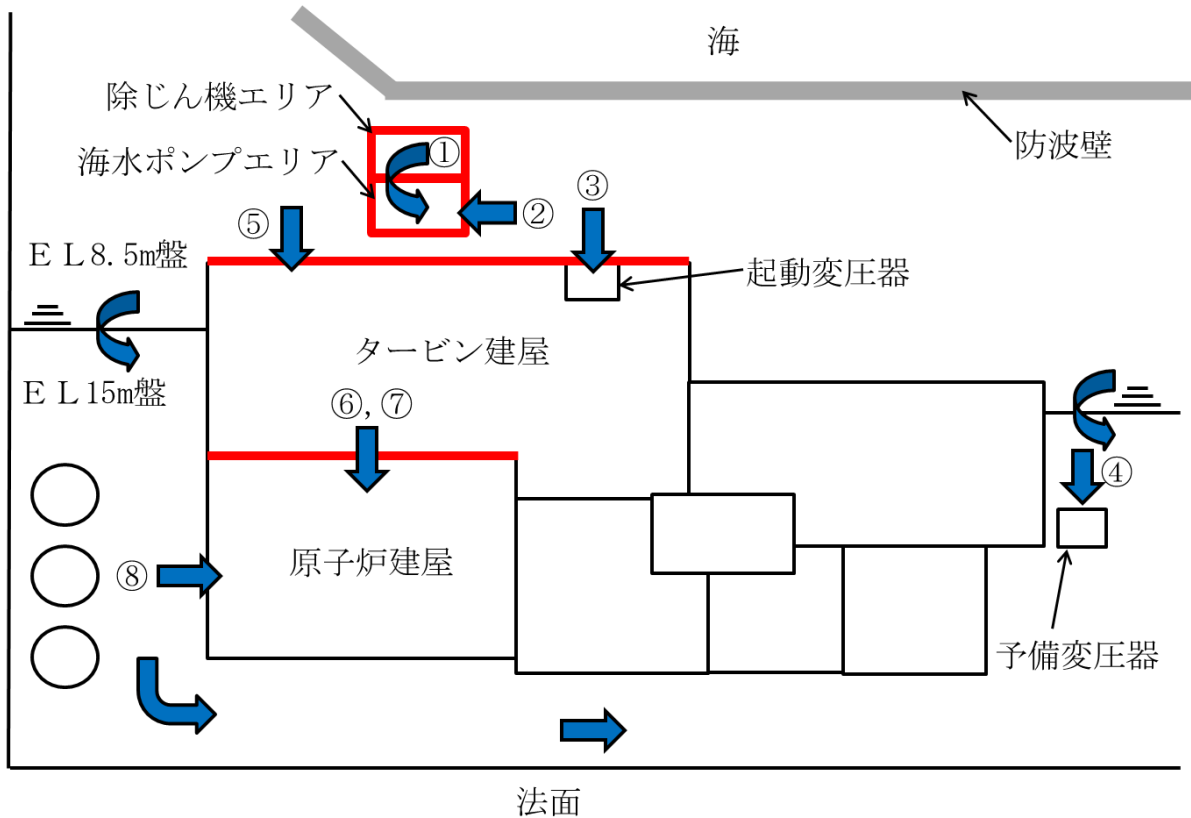 海
除じん機エリア
防波壁
①
海水ポンプエリア
③
②
⑤
EL8.5m盤
起動変圧器
タービン建屋
EL15m盤
⑥,⑦
④
原子炉建屋
⑧
予備変圧器
法面